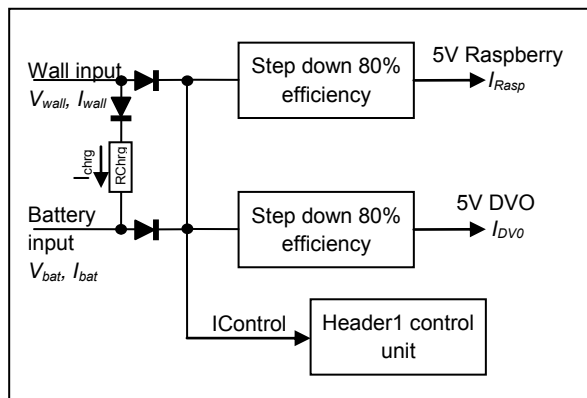 Wall input
V_wall, I_wall
Step down 80%
efficiency
5V Raspberry
I_Rasp
I_chrg
RChrg
Battery
input
V_bat, I_bat
Step down 80%
efficiency
5V DVO
I_DV0
IControl
Header1 control
unit